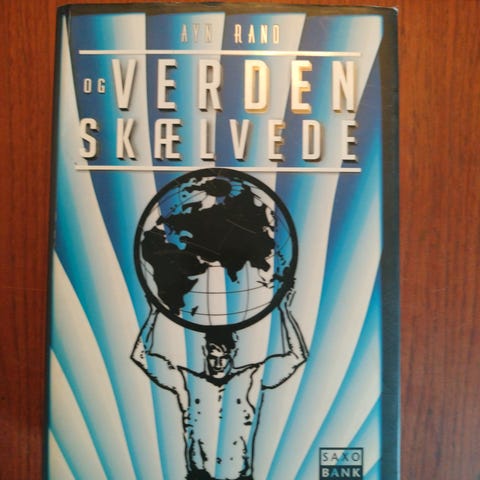 AYN RAND
OG VERDEN
SKÆLVEDE
SAXO
BANK